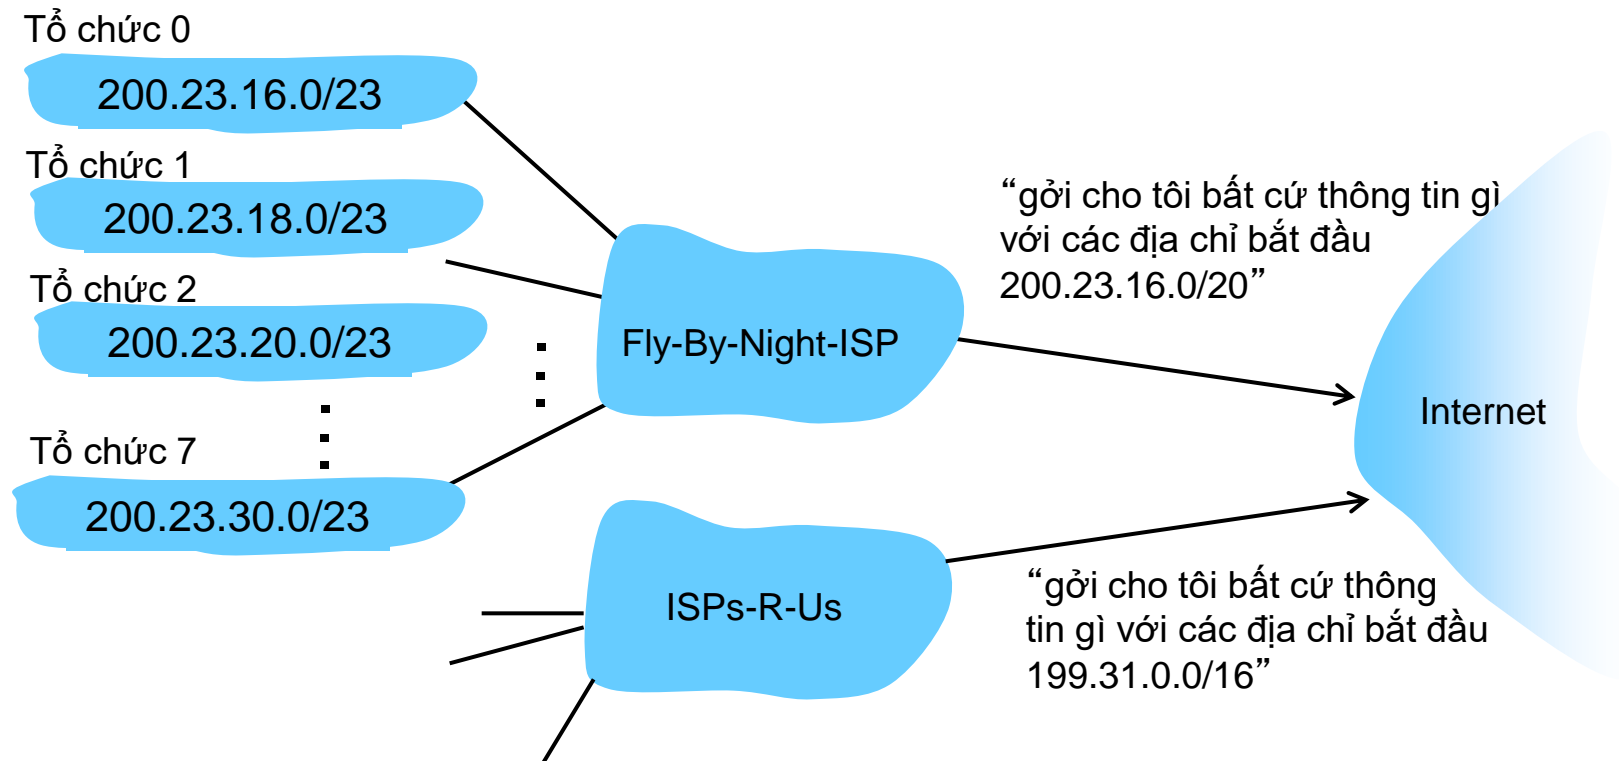 Tổ chức 0
200.23.16.0/23
Tổ chức 1
200.23.18.0/23
Tổ chức 2
200.23.20.0/23
Tổ chức 7
200.23.30.0/23
Fly-By-Night-ISP
ISPs-R-Us
“gởi cho tôi bất cứ thông tin gì
với các địa chỉ bắt đầu
200.23.16.0/20”
Internet
“gởi cho tôi bất cứ thông
tin gì với các địa chỉ bắt đầu
199.31.0.0/16”